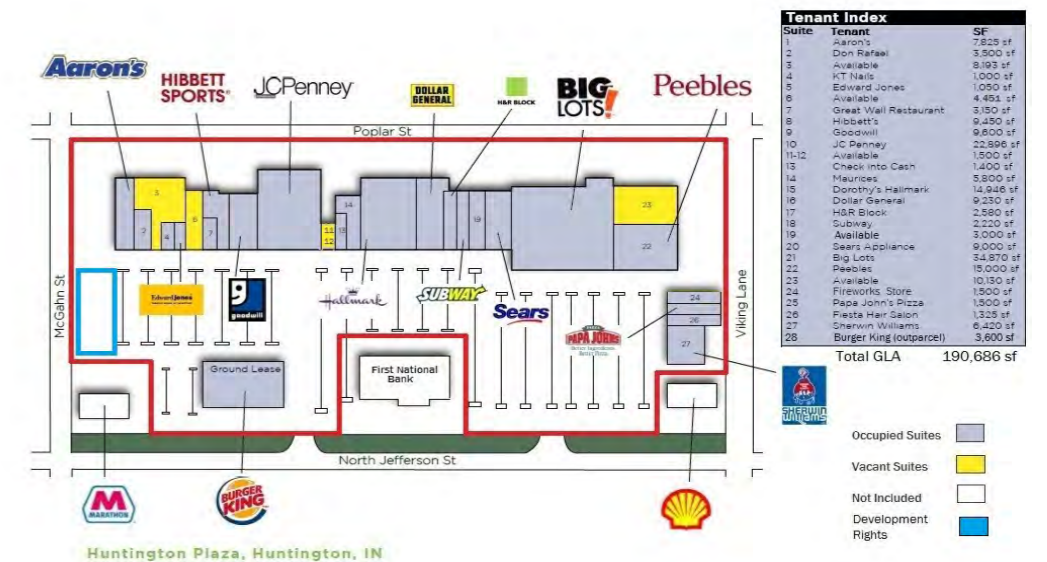 Tenant Index
Suite Tenant SF
1 Aaron's 7,825 sf
2 Don Rafael 3,500 sf
3 Available 8,193 sf
4 KT Nails 1,000 sf
5 Edward Jones 1,050 sf
6 Available 4,451 sf
7 Great Wall Restaurant 3,150 sf
8 Hibbett's 9,450 sf
9 Goodwill 9,600 sf
10 JC Penney 22,896 sf
11-12 Available 1,500 sf
13 Check into Cash 1,400 sf
14 Maurices 5,800 sf
15 Dorothy's Hallmark 14,946 sf
16 Dollar General 9,230 sf
17 H&R Block 2,580 sf
18 Subway 2,220 sf
19 Available 3,000 sf
20 Sears Appliance 9,000 sf
21 Big Lots 34,870 sf
22 Peebles 15,000 sf
23 Available 10,130 sf
24 Fireworks Store 1,500 sf
25 Papa John's Pizza 1,500 sf
26 Fiesta Hair Salon 1,325 sf
27 Sherwin Williams 6,420 sf
28 Burger King (outparcel) 3,600 sf
Total GLA 190,686 sf
Aaron's
HIBBETT
SPORTS
JCPenney
DOLLAR
GENERAL
H&R BLOCK
BIG
LOTS!
Peebles
Poplar St
3
2
4
6
7
11
12
13
14
19
23
22
McGahn St
Viking Lane
Edward Jones
g
goodwill
Hallmark
SUBWAY
Sears
PAPA JOHNS
Better Ingredients.
Better Pizza.
24
26
27
Ground Lease
First National
Bank
SHERWIN
WILLIAMS
North Jefferson St
M
MARATHON
BURGER
KING
Occupied Suites
Vacant Suites
Not Included
Development
Rights
Huntington Plaza, Huntington, IN